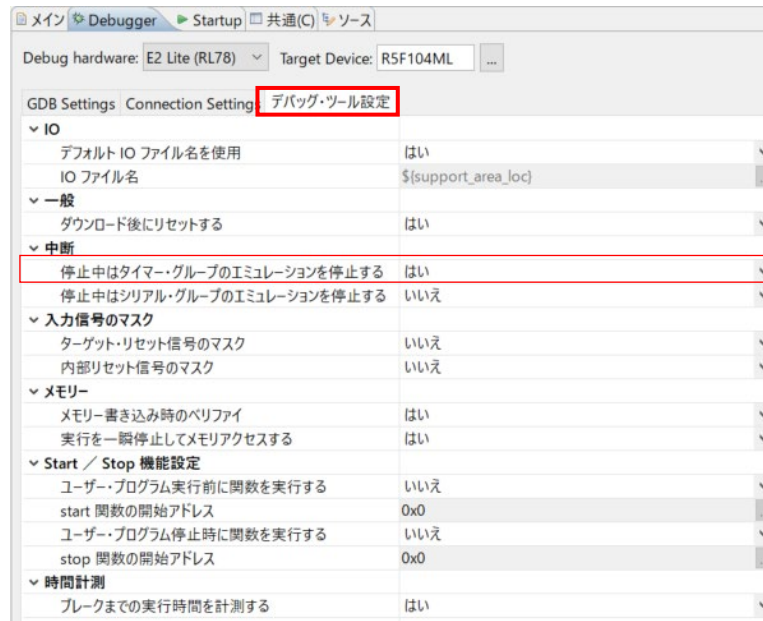 メイン Debugger Startup 共通(C) ソース
Debug hardware: E2 Lite (RL78) Target Device: R5F104ML ...
GDB Settings Connection Settings デバッグ・ツール設定
IO
デフォルト IO ファイル名を使用 はい
IO ファイル名 ${support_area_loc}
一般
ダウンロード後にリセットする はい
中断
停止中はタイマー・グループのエミュレーションを停止する はい
停止中はシリアル・グループのエミュレーションを停止する いいえ
入力信号のマスク
ターゲット・リセット信号のマスク いいえ
内部リセット信号のマスク いいえ
メモリー
メモリー書き込み時のベリファイ はい
実行を一瞬停止してメモリアクセスする はい
Start ／ Stop 機能設定
ユーザー・プログラム実行前に関数を実行する いいえ
start 関数の開始アドレス 0x0
ユーザー・プログラム停止時に関数を実行する いいえ
stop 関数の開始アドレス 0x0
時間計測
ブレークまでの実行時間を計測する はい